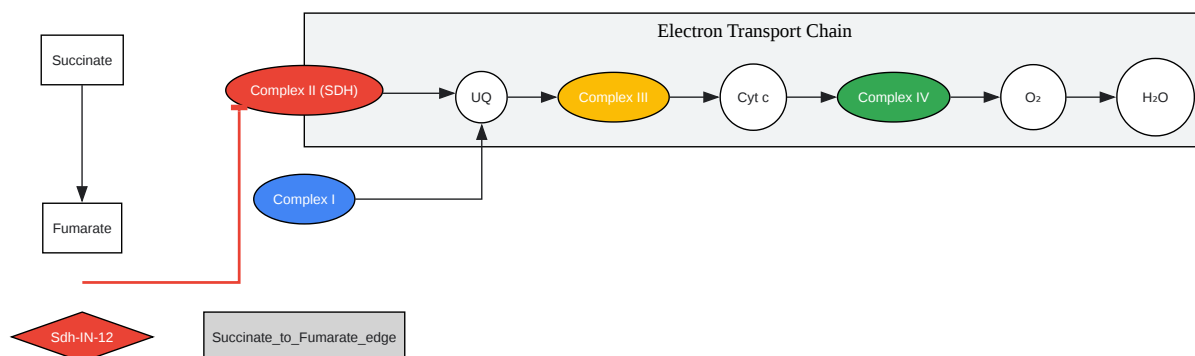 Electron Transport Chain
Succinate
Complex II (SDH)
UQ
Complex III
Cyt c
Complex IV
O₂
H₂O
Complex I
Fumarate
Sdh-IN-12
Succinate_to_Fumarate_edge